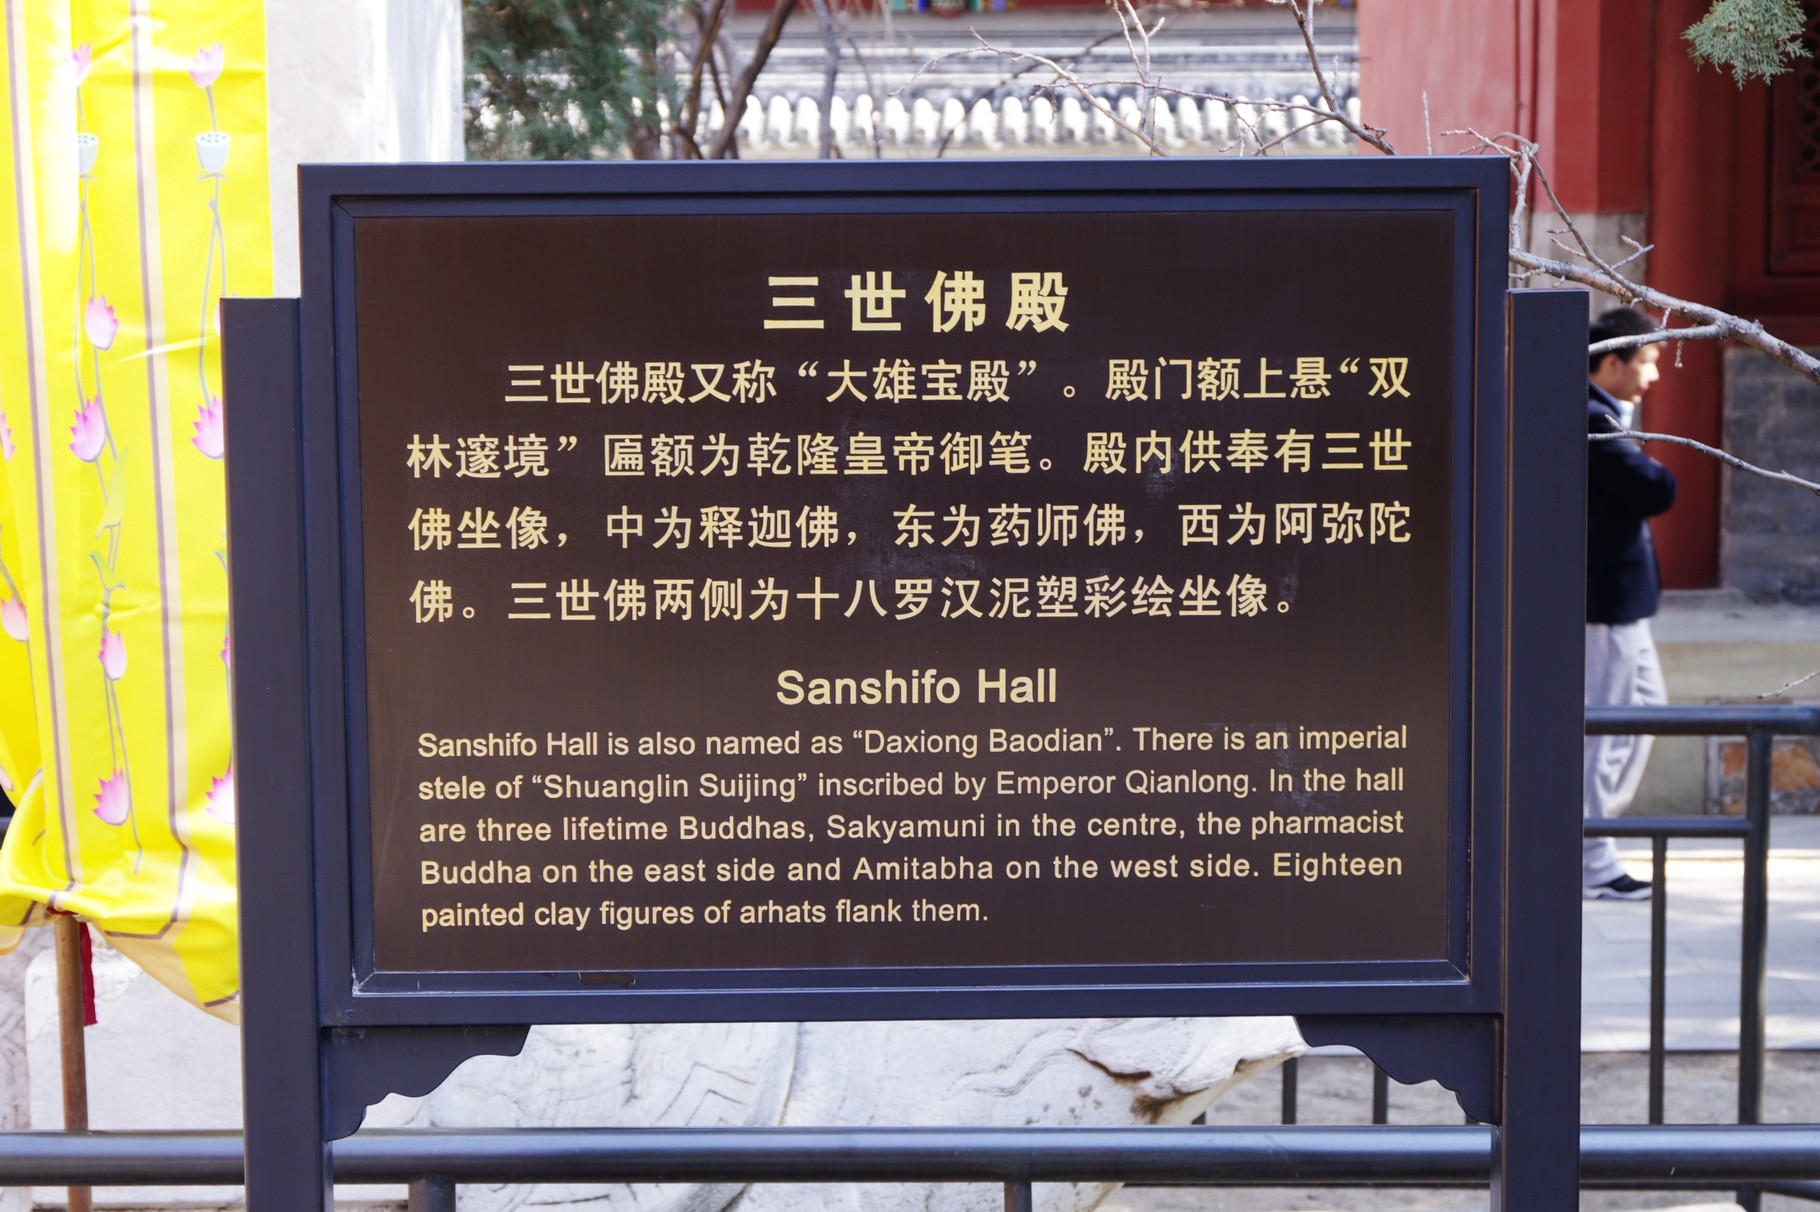 三世佛殿
三世佛殿又称“大雄宝殿”。殿门额上悬“双
林邃境”匾额为乾隆皇帝御笔。殿内供奉有三世
佛坐像，中为释迦佛，东为药师佛，西为阿弥陀
佛。三世佛两侧为十八罗汉泥塑彩绘坐像。
Sanshifo Hall
Sanshifo Hall is also named as “Daxiong Baodian”. There is an imperial
stele of “Shuanglin Suijing” inscribed by Emperor Qianlong. In the hall
are three lifetime Buddhas, Sakyamuni in the centre, the pharmacist
Buddha on the east side and Amitabha on the west side. Eighteen
painted clay figures of arhats flank them.